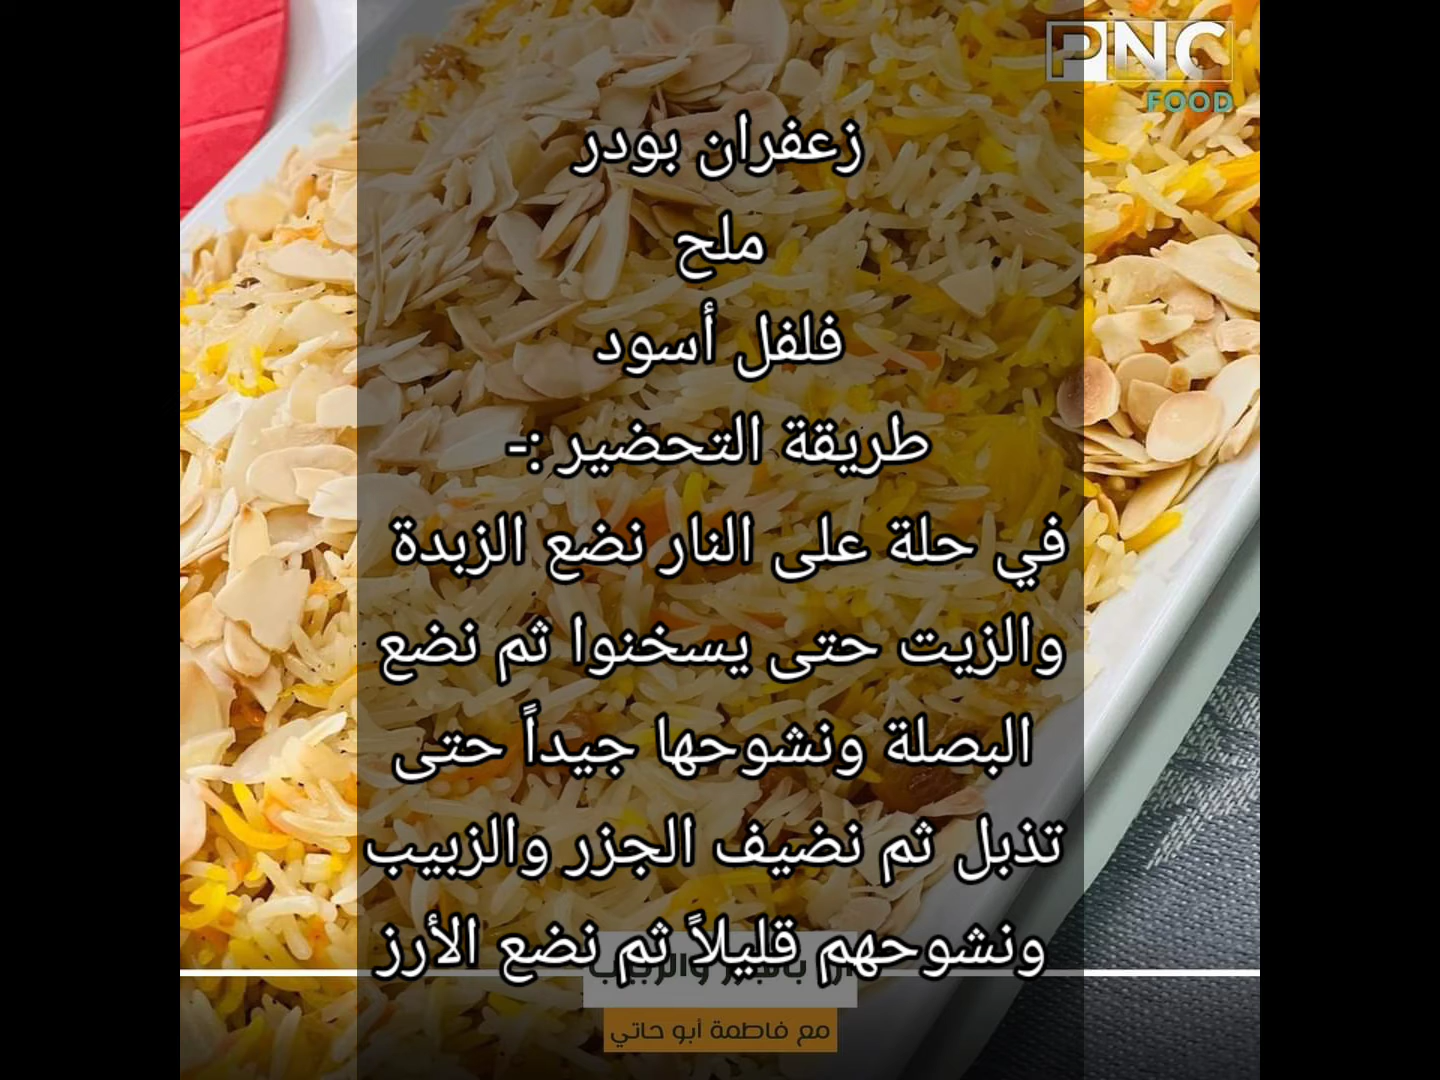 PNC
FOOD
زعفران بودر
ملح
فلفل أسود
طريقة التحضير :-
في حلة على النار نضع الزبدة
والزيت حتى يسخنوا ثم نضع
البصلة ونشوحها جيداً حتى
تذبل ثم نضيف الجزر والزبيب
ونشوحهم قليلاً ثم نضع الأرز
بالجزر والزبيب
مع فاطمة أبو حاتي